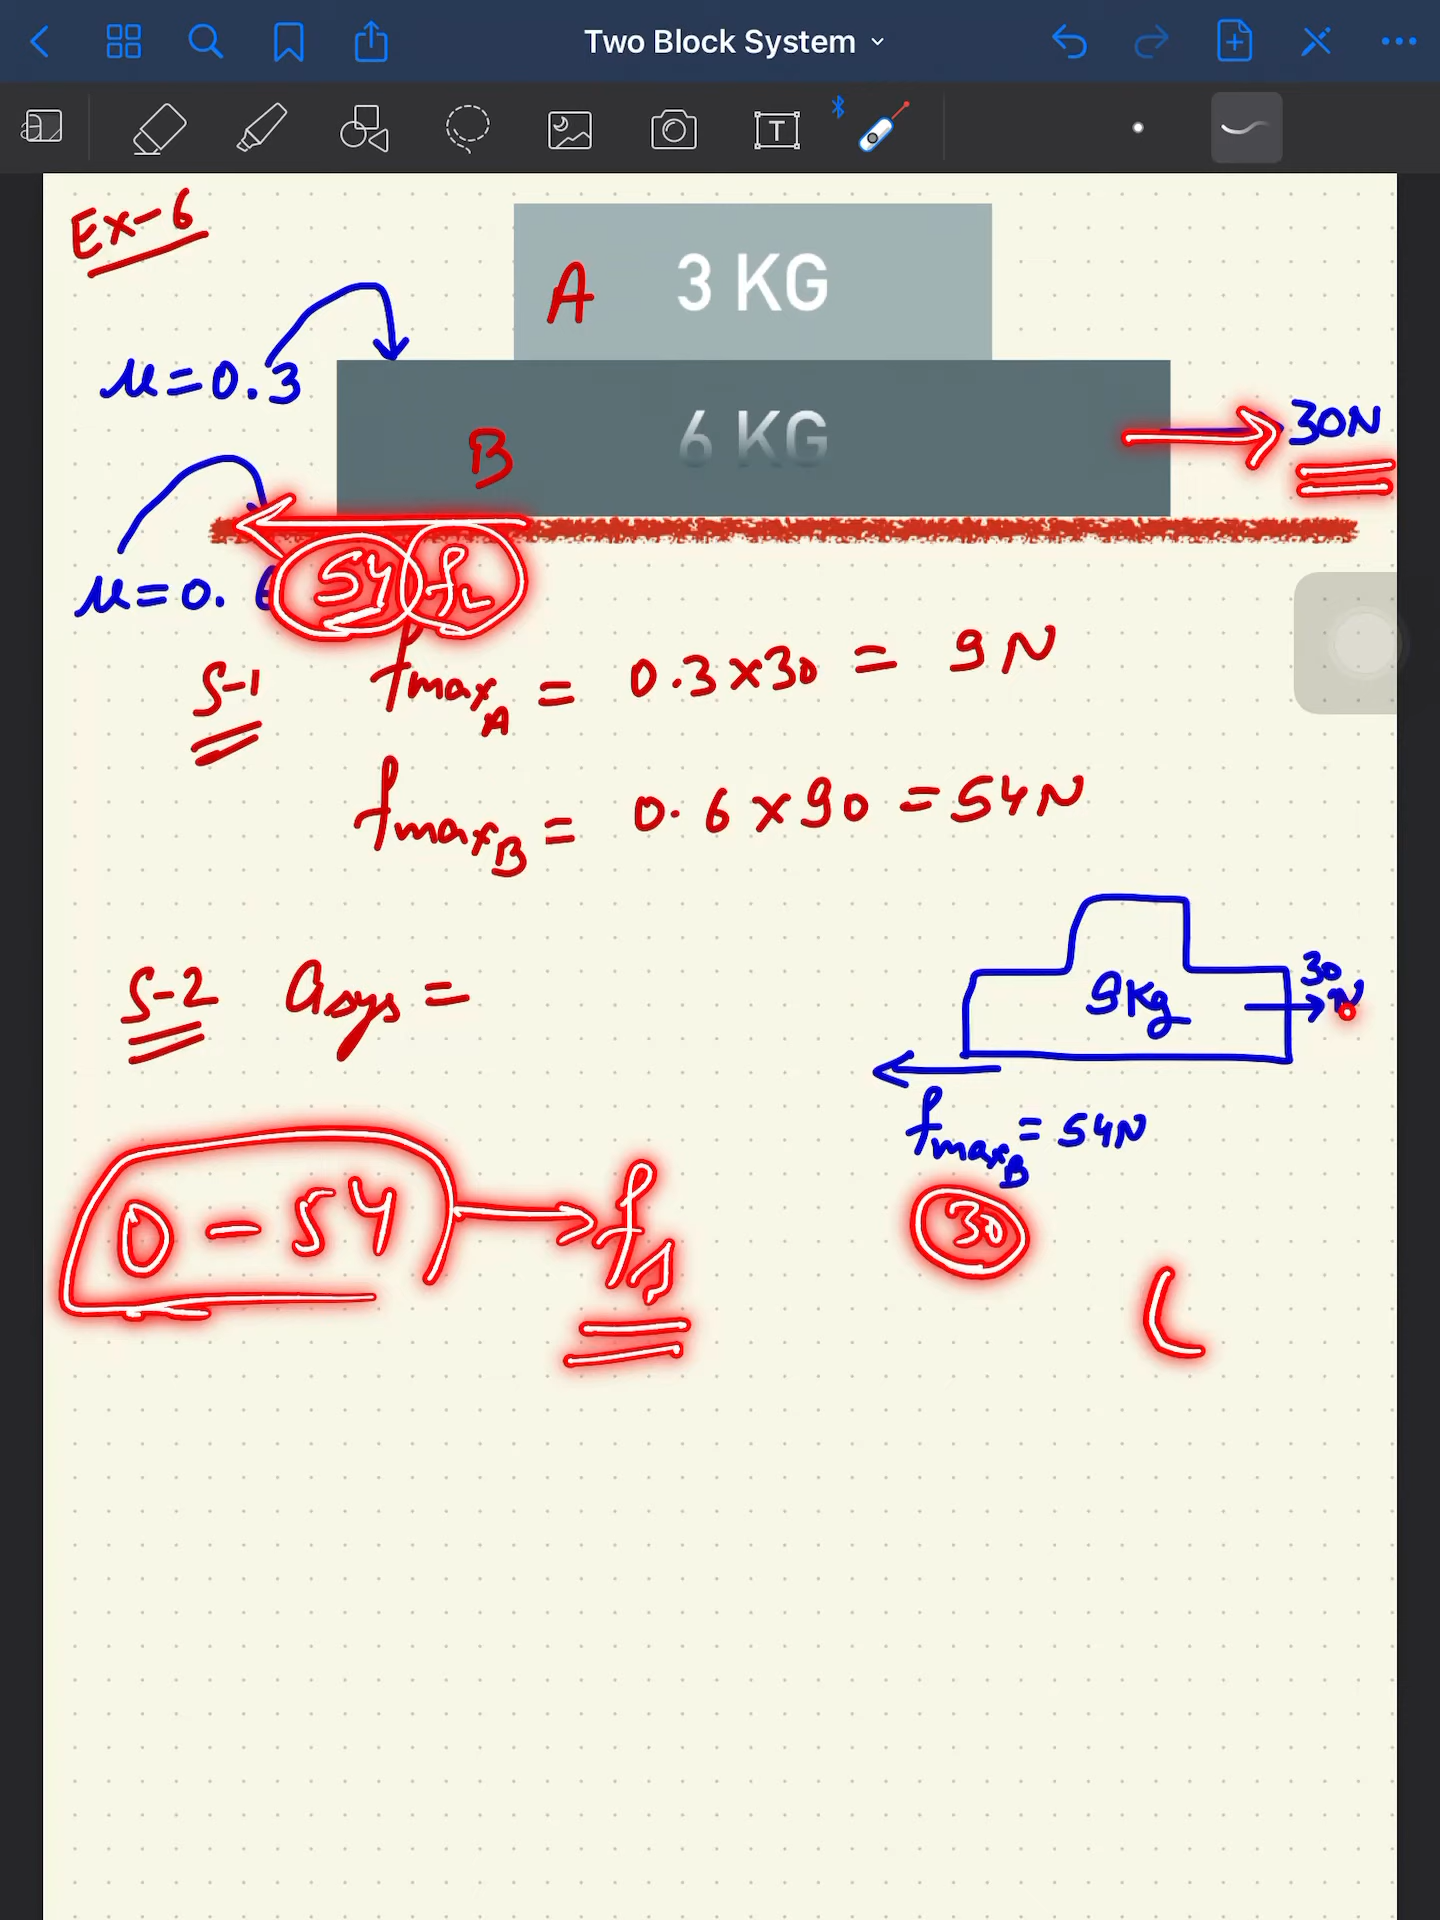 Two Block System
T
Ex-6
A 3 KG
μ=0.3
B 6 KG
30N
μ=0.6
54 fL
S-1 fmaxA = 0.3×30 = 9N
fmaxB = 0.6×90 = 54N
S-2 asys =
9Kg
30
N
fmaxB = 54N
0-54 → fs
30